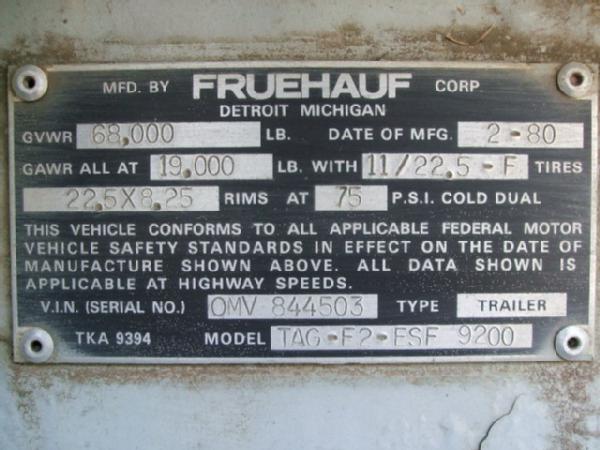 MFD. BY FRUEHAUF CORP
DETROIT MICHIGAN
GVWR 68,000 LB. DATE OF MFG. 2-80
GAWR ALL AT 19,000 LB. WITH 11/22.5-F TIRES
22.5X8.25 RIMS AT 75 P.S.I. COLD DUAL
THIS VEHICLE CONFORMS TO ALL APPLICABLE FEDERAL MOTOR
VEHICLE SAFETY STANDARDS IN EFFECT ON THE DATE OF
MANUFACTURE SHOWN ABOVE. ALL DATA SHOWN IS
APPLICABLE AT HIGHWAY SPEEDS.
V.I.N. (SERIAL NO.) OMV 844503 TYPE TRAILER
TKA 9394 MODEL TAG-F2-ESF 9200